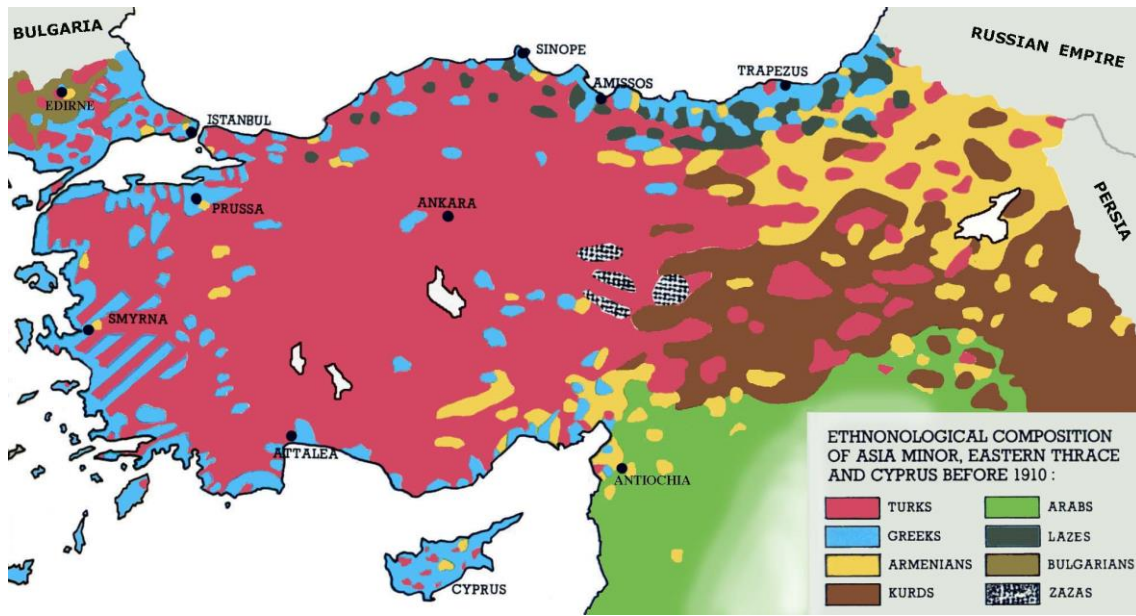 BULGARIA
RUSSIAN EMPIRE
SINOPE
TRAPEZUS
AMISSOS
EDIRNE
ISTANBUL
PRUSSA
ANKARA
PERSIA
SMYRNA
ATTALEA
ANTIOCHIA
CYPRUS
ETHNONOLOGICAL COMPOSITION
OF ASIA MINOR, EASTERN THRACE
AND CYPRUS BEFORE 1910 :
TURKS
GREEKS
ARMENIANS
KURDS
ARABS
LAZES
BULGARIANS
ZAZAS